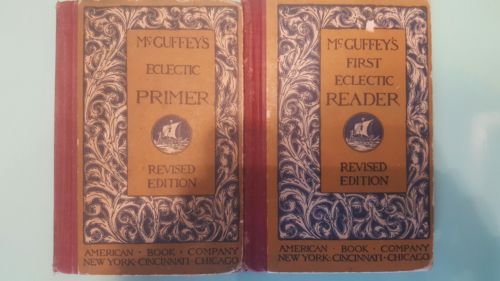 McGUFFEY'S
ECLECTIC
PRIMER
REVISED
EDITION
AMERICAN · BOOK · COMPANY
NEW YORK · CINCINNATI · CHICAGO
McGUFFEY'S
FIRST
ECLECTIC
READER
REVISED
EDITION
AMERICAN · BOOK · COMPANY
NEW YORK · CINCINNATI · CHICAGO